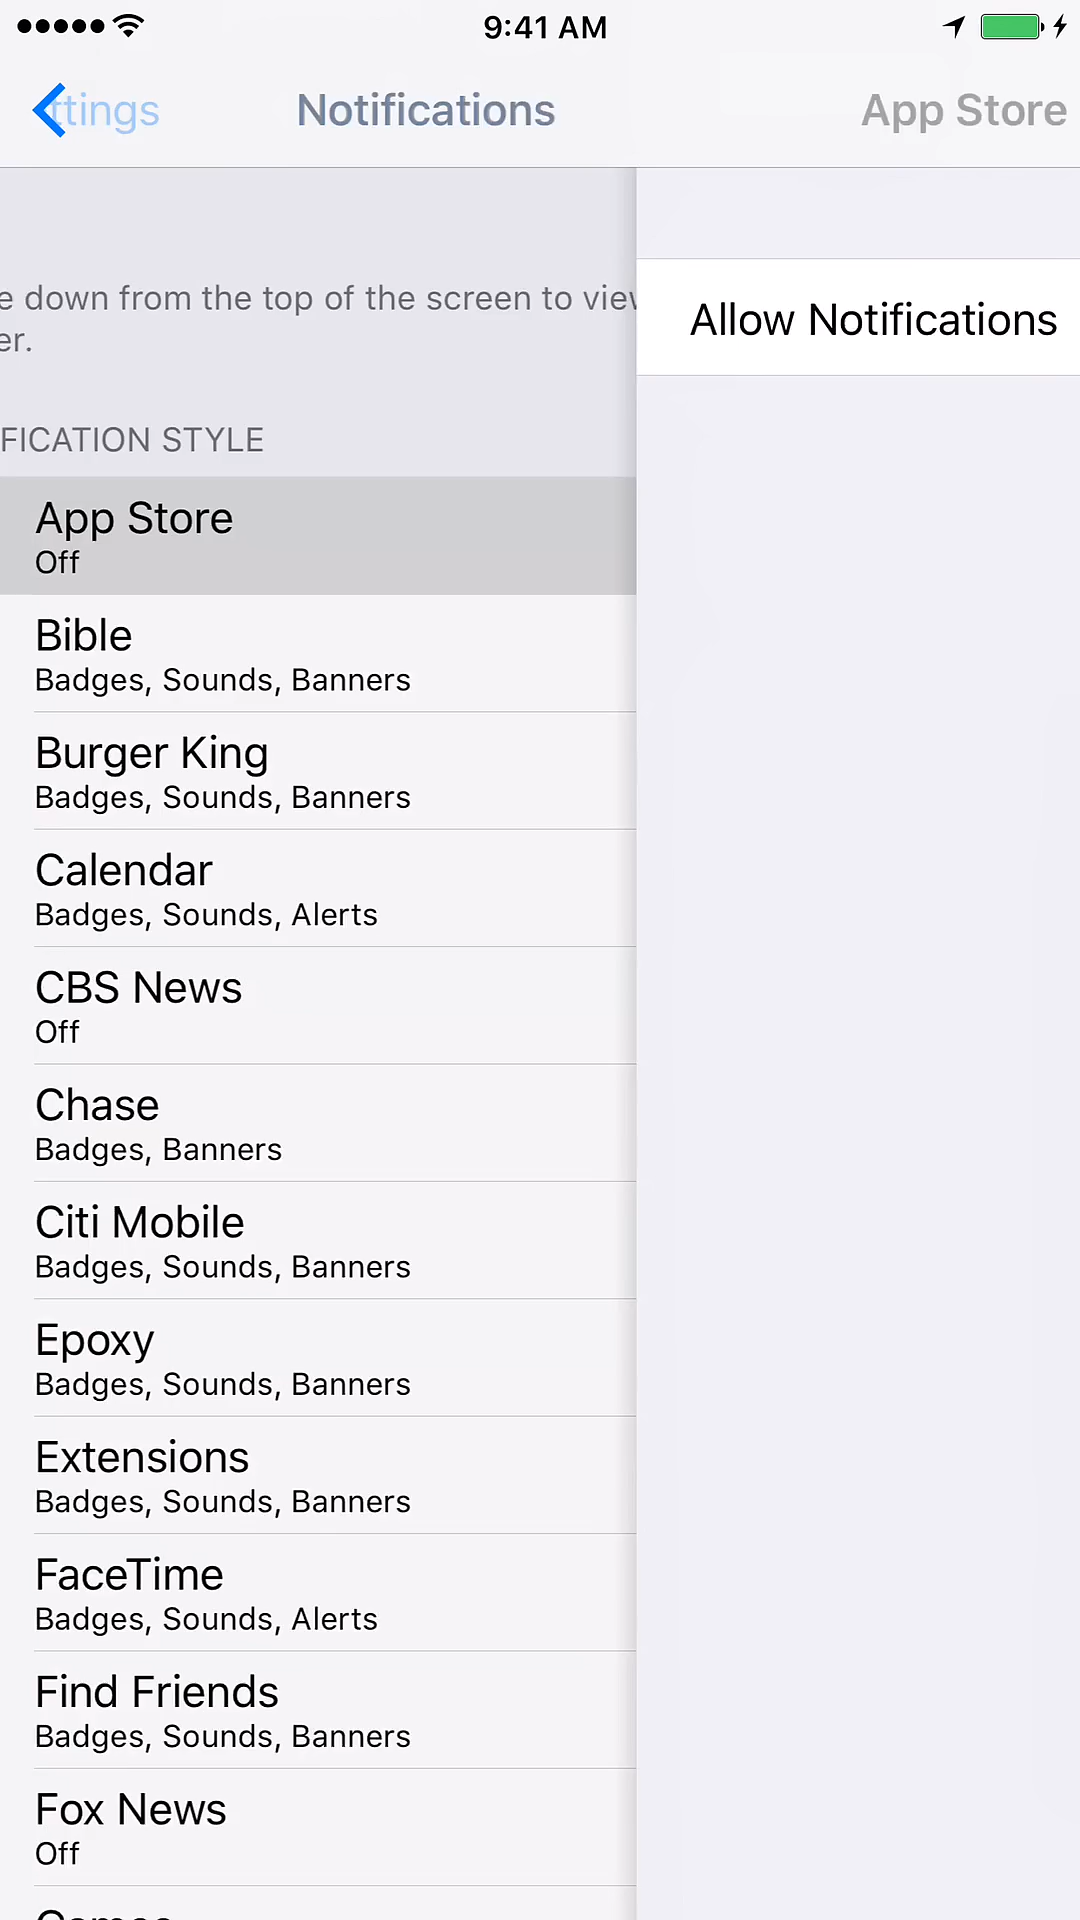 9:41 AM
ttings
Notifications
App Store
e down from the top of the screen to view
er.
Allow Notifications
FICATION STYLE
App Store
Off
Bible
Badges, Sounds, Banners
Burger King
Badges, Sounds, Banners
Calendar
Badges, Sounds, Alerts
CBS News
Off
Chase
Badges, Banners
Citi Mobile
Badges, Sounds, Banners
Epoxy
Badges, Sounds, Banners
Extensions
Badges, Sounds, Banners
FaceTime
Badges, Sounds, Alerts
Find Friends
Badges, Sounds, Banners
Fox News
Off